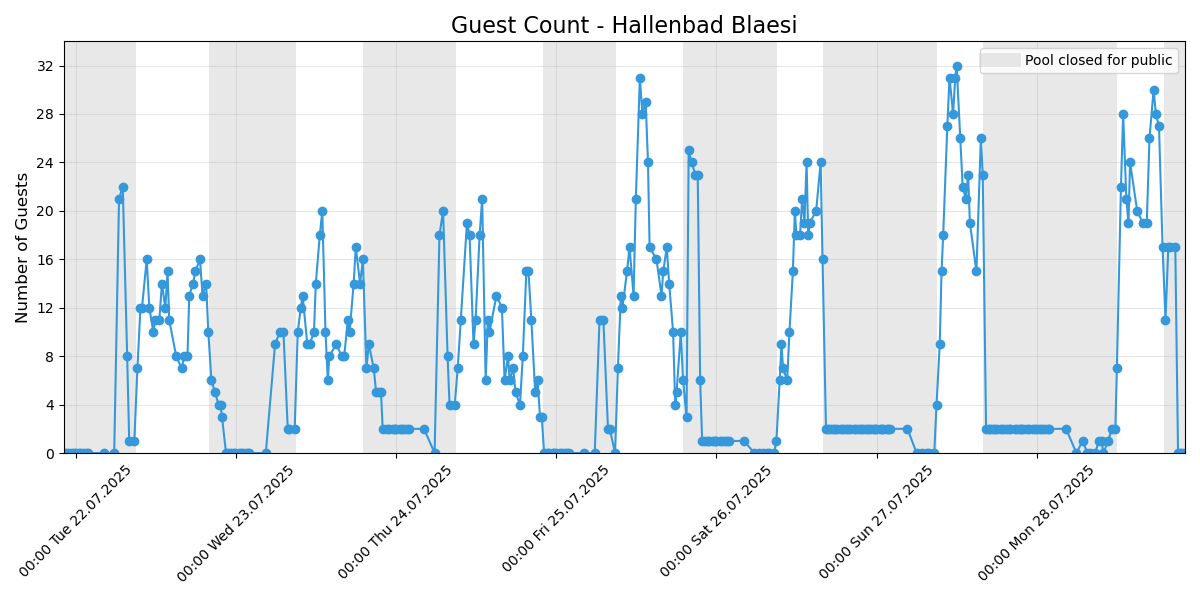 Guest Count - Hallenbad Blaesi
Pool closed for public
Number of Guests
32
28
24
20
16
12
8
4
0
00:00 Tue 22.07.2025
00:00 Wed 23.07.2025
00:00 Thu 24.07.2025
00:00 Fri 25.07.2025
00:00 Sat 26.07.2025
00:00 Sun 27.07.2025
00:00 Mon 28.07.2025